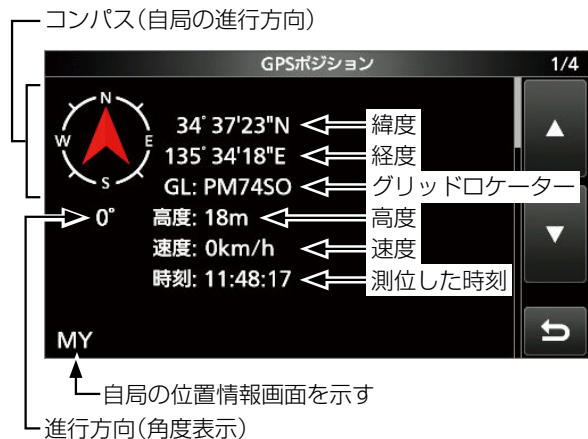 コンパス(自局の進行方向)
GPSポジション 1/4
N
W E
S
34°37'23"N 緯度
135°34'18"E 経度
GL: PM74SO グリッドロケーター
0° 高度: 18m 高度
速度: 0km/h 速度
時刻: 11:48:17 測位した時刻
MY
自局の位置情報画面を示す
進行方向(角度表示)